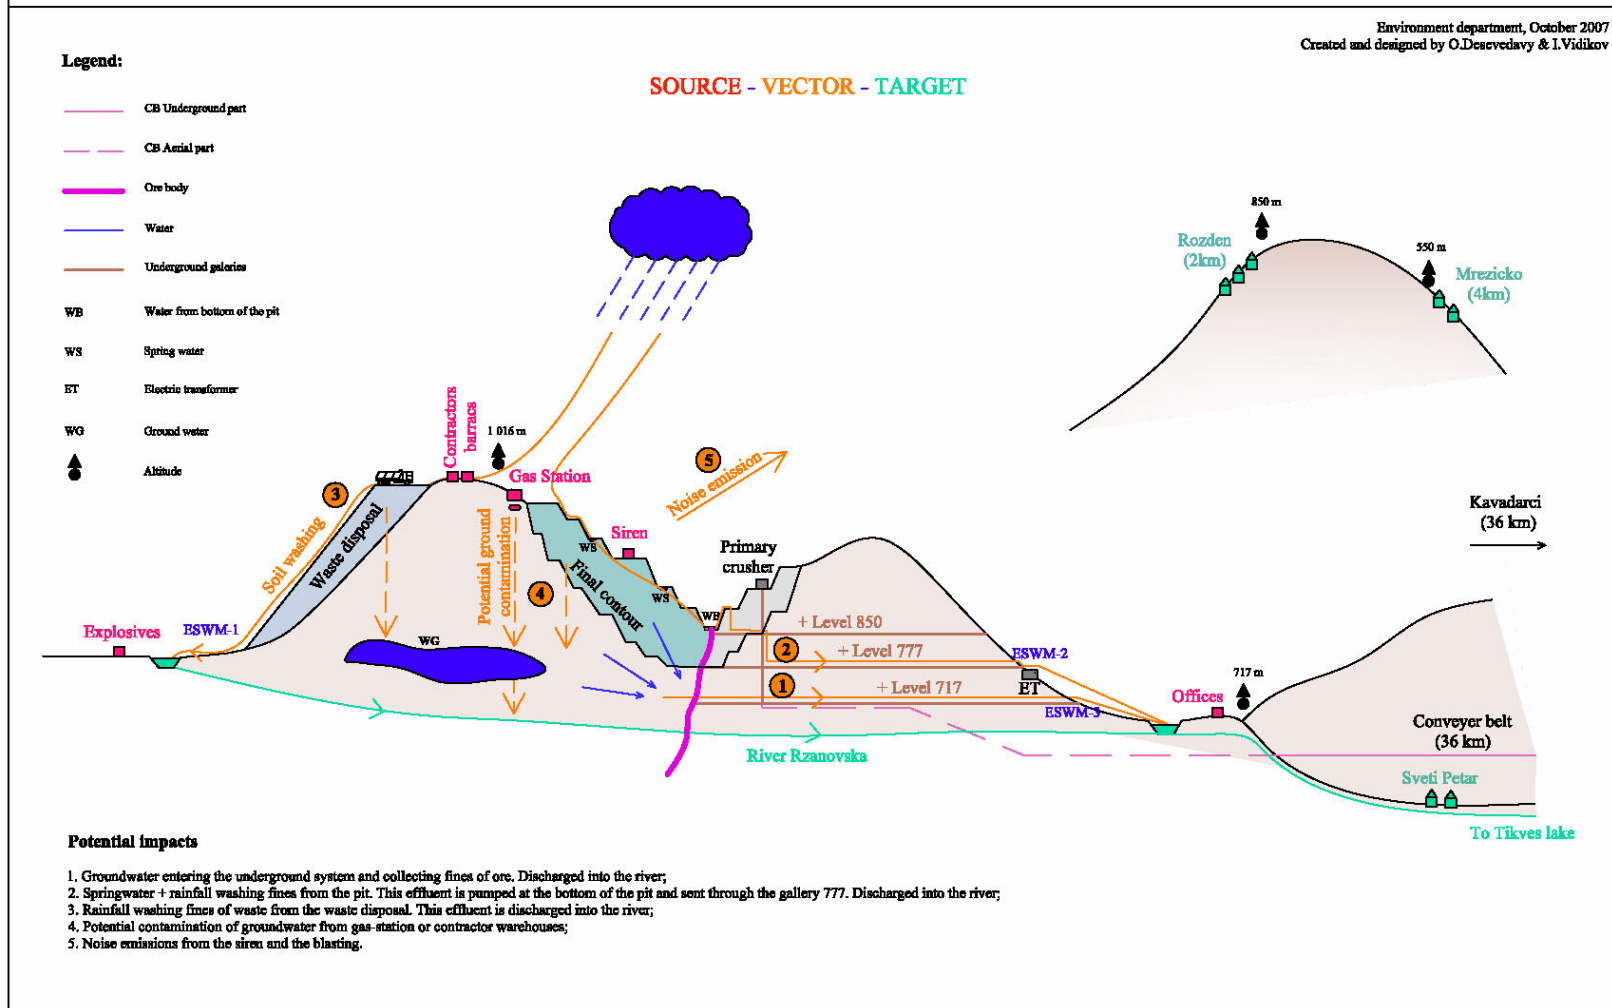 Environment department, October 2007
Created and designed by O.Desevedavy & I.Vidikov
Legend:
SOURCE - VECTOR - TARGET
CB Underground part
CB Aerial part
Ore body
Water
Underground galeries
WB Water from bottom of the pit
WS Spring water
ET Electric transformer
WG Ground water
Altitude
850 m
Rozden
(2km)
550 m
Mrezicko
(4km)
Contractors
barracs
1 016 m
Gas Station
5
Noise emission
3
Soil washing
Waste disposal
Potential ground
contamination
4
WS
Siren
Final contour
WS
WB
Primary
crusher
Kavadarci
(36 km)
+ Level 850
2
+ Level 777
1
+ Level 717
ESWM-2
ET
ESWM-3
Explosives
ESWM-1
WG
Offices
717 m
Conveyer belt
(36 km)
River Rzanovska
Sveti Petar
To Tikves lake
Potential impacts
1. Groundwater entering the underground system and collecting fines of ore. Discharged into the river;
2. Springwater + rainfall washing fines from the pit. This effluent is pumped at the bottom of the pit and sent through the gallery 777. Discharged into the river;
3. Rainfall washing fines of waste from the waste disposal. This effluent is discharged into the river;
4. Potential contamination of groundwater from gas-station or contractor warehouses;
5. Noise emissions from the siren and the blasting.